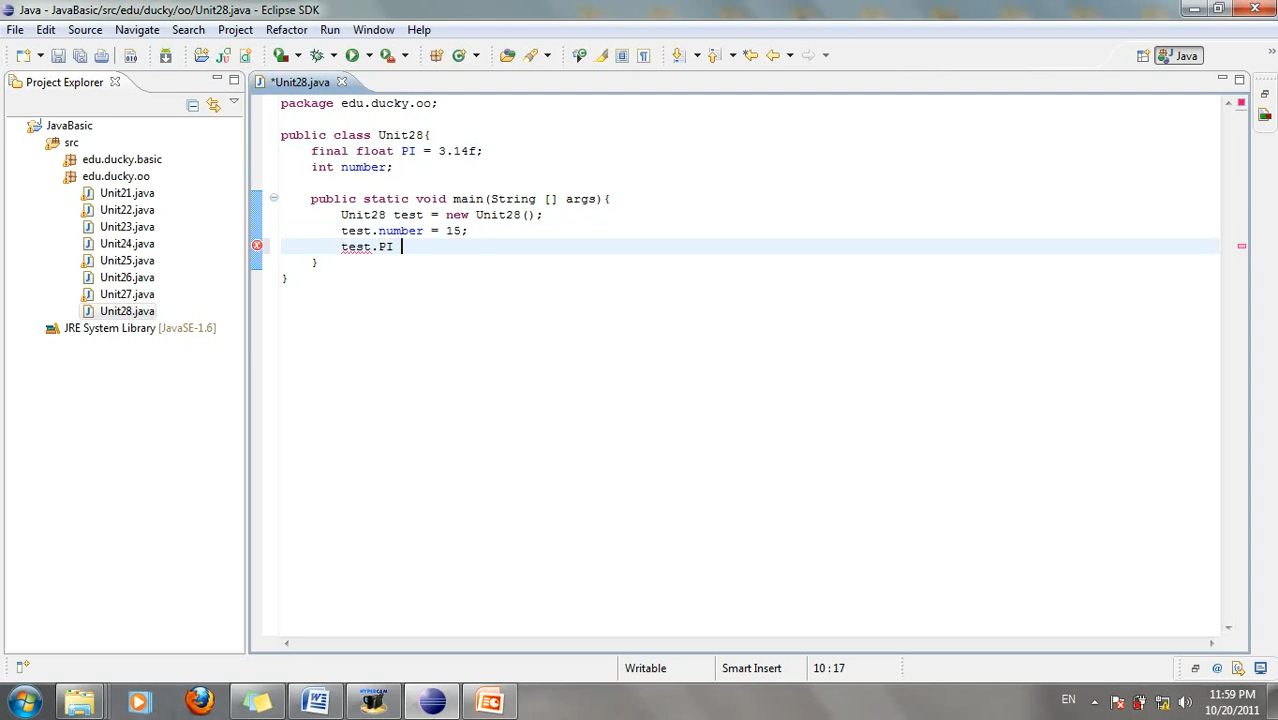 Java - JavaBasic/src/edu/ducky/oo/Unit28.java - Eclipse SDK
File Edit Source Navigate Search Project Refactor Run Window Help
Java
Project Explorer
*Unit28.java
JavaBasic
src
edu.ducky.basic
edu.ducky.oo
Unit21.java
Unit22.java
Unit23.java
Unit24.java
Unit25.java
Unit26.java
Unit27.java
Unit28.java
JRE System Library [JavaSE-1.6]
package edu.ducky.oo;
public class Unit28{
final float PI = 3.14f;
int number;
public static void main(String [] args){
Unit28 test = new Unit28();
test.number = 15;
test.PI
}
}
Writable Smart Insert 10 : 17
HYPERCAM
EN
11:59 PM
10/20/2011